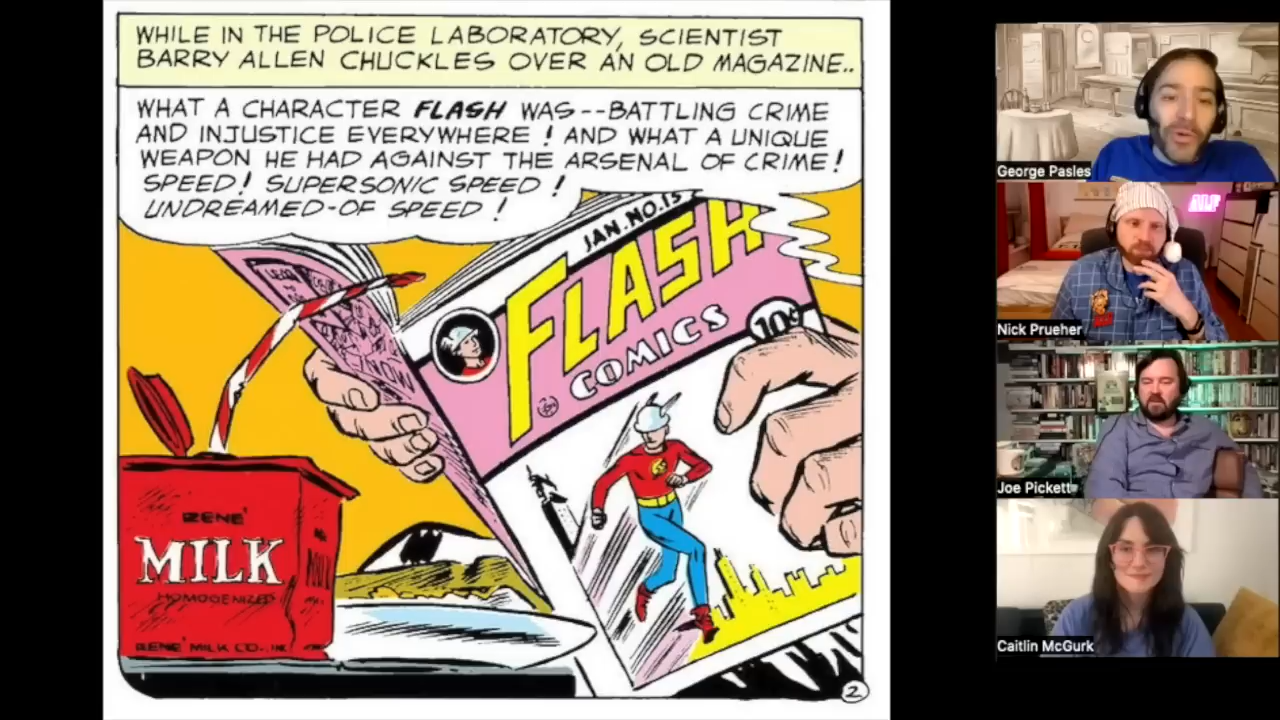 WHILE IN THE POLICE LABORATORY, SCIENTIST
BARRY ALLEN CHUCKLES OVER AN OLD MAGAZINE..
WHAT A CHARACTER FLASH WAS--BATTLING CRIME
AND INJUSTICE EVERYWHERE! AND WHAT A UNIQUE
WEAPON HE HAD AGAINST THE ARSENAL OF CRIME!
SPEED! SUPERSONIC SPEED!
UNDREAMED-OF SPEED!
JAN. NO. 13
FLASH
COMICS
10¢
NOW
RENE'
MILK
HOMOGENIZED
RENE' MILK CO., INC
2
George Pasles
Nick Prueher
Joe Pickett
Caitlin McGurk